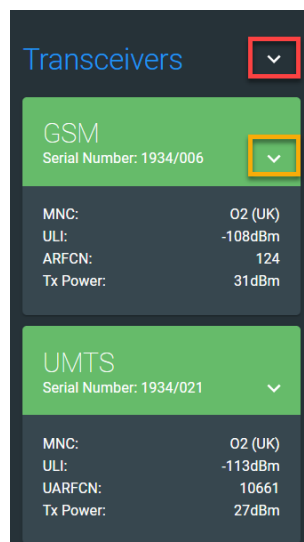 Transceivers
GSM
Serial Number: 1934/006
MNC: O2 (UK)
ULI: -108dBm
ARFCN: 124
Tx Power: 31dBm
UMTS
Serial Number: 1934/021
MNC: O2 (UK)
ULI: -113dBm
UARFCN: 10661
Tx Power: 27dBm